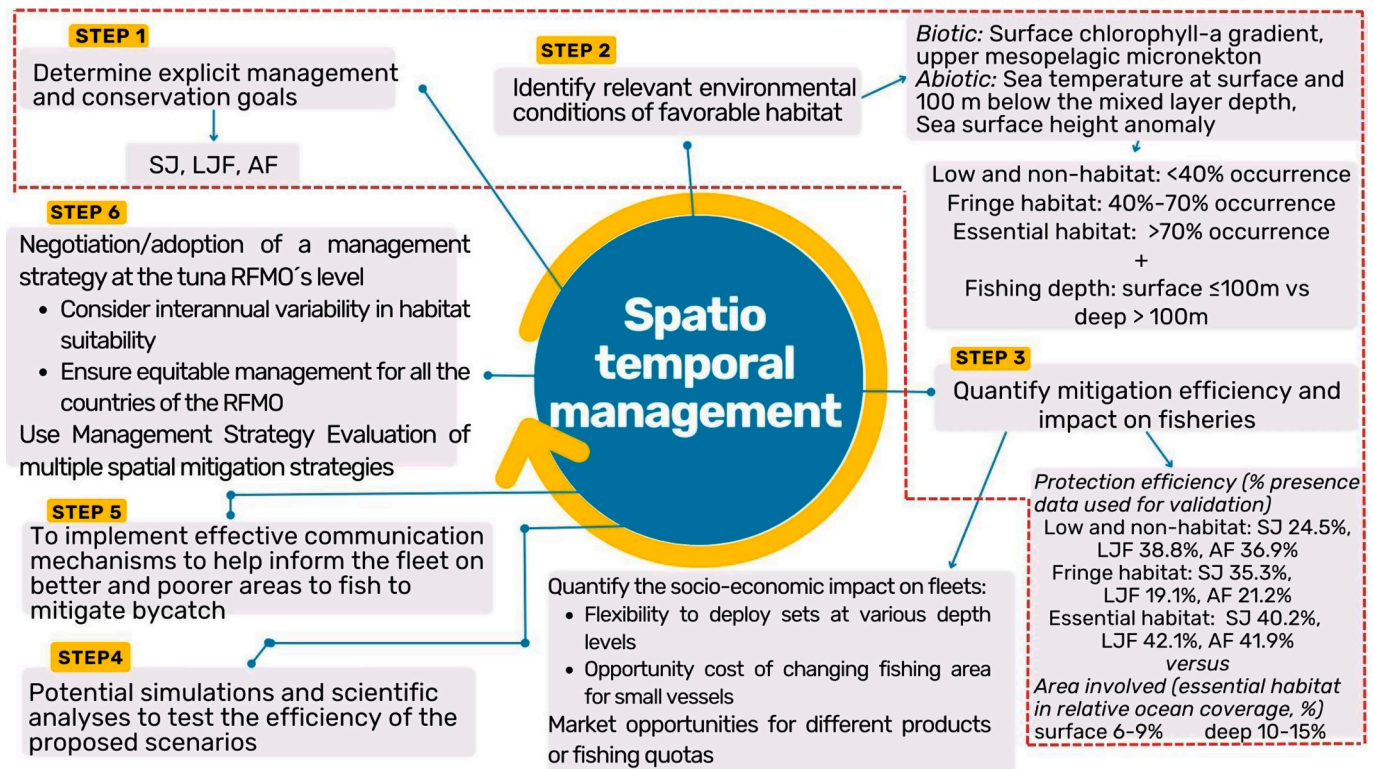 STEP 1
Determine explicit management
and conservation goals
SJ, LJF, AF
STEP 2
Identify relevant environmental
conditions of favorable habitat
Biotic: Surface chlorophyll-a gradient,
upper mesopelagic micronekton
Abiotic: Sea temperature at surface and
100 m below the mixed layer depth,
Sea surface height anomaly
Low and non-habitat: <40% occurrence
Fringe habitat: 40%-70% occurrence
Essential habitat: >70% occurrence
+
Fishing depth: surface ≤100m vs
deep > 100m
STEP 3
Quantify mitigation efficiency and
impact on fisheries
Protection efficiency (% presence
data used for validation)
Low and non-habitat: SJ 24.5%,
LJF 38.8%, AF 36.9%
Fringe habitat: SJ 35.3%,
LJF 19.1%, AF 21.2%
Essential habitat: SJ 40.2%,
LJF 42.1%, AF 41.9%
versus
Area involved (essential habitat
in relative ocean coverage, %)
surface 6-9% deep 10-15%
Quantify the socio-economic impact on fleets:
• Flexibility to deploy sets at various depth
levels
• Opportunity cost of changing fishing area
for small vessels
Market opportunities for different products
or fishing quotas
STEP4
Potential simulations and scientific
analyses to test the efficiency of the
proposed scenarios
STEP 5
To implement effective communication
mechanisms to help inform the fleet on
better and poorer areas to fish to
mitigate bycatch
STEP 6
Negotiation/adoption of a management
strategy at the tuna RFMO´s level
• Consider interannual variability in habitat
suitability
• Ensure equitable management for all the
countries of the RFMO
Use Management Strategy Evaluation of
multiple spatial mitigation strategies
Spatio
temporal
management